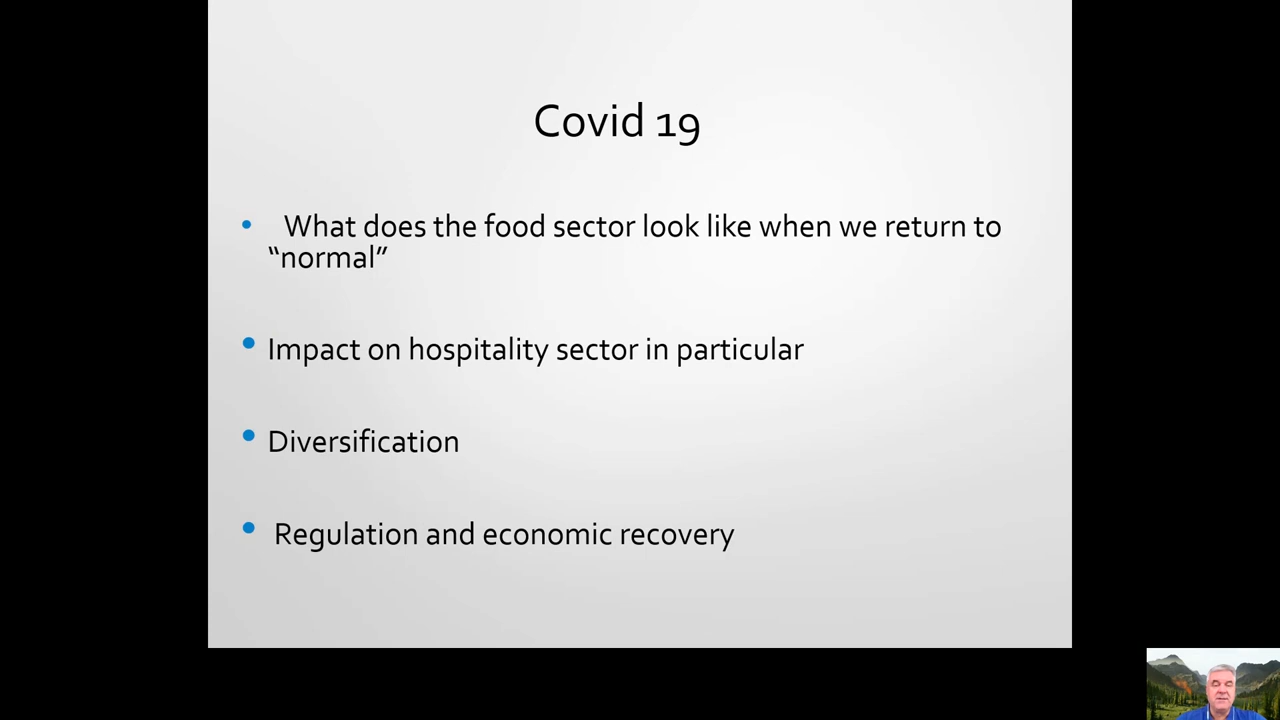 Covid 19
• What does the food sector look like when we return to
“normal”
• Impact on hospitality sector in particular
• Diversification
• Regulation and economic recovery